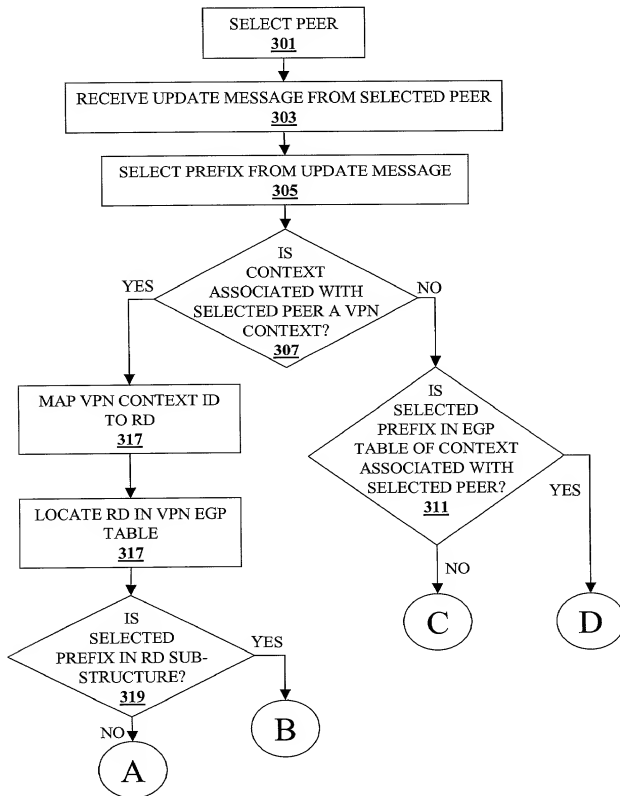 SELECT PEER
301
RECEIVE UPDATE MESSAGE FROM SELECTED PEER
303
SELECT PREFIX FROM UPDATE MESSAGE
305
IS
CONTEXT
ASSOCIATED WITH
SELECTED PEER A VPN
CONTEXT?
307
YES
NO
MAP VPN CONTEXT ID
TO RD
317
LOCATE RD IN VPN EGP
TABLE
317
IS
SELECTED
PREFIX IN RD SUB-
STRUCTURE?
319
YES
NO
A
B
IS
SELECTED
PREFIX IN EGP
TABLE OF CONTEXT
ASSOCIATED WITH
SELECTED PEER?
311
YES
NO
C
D